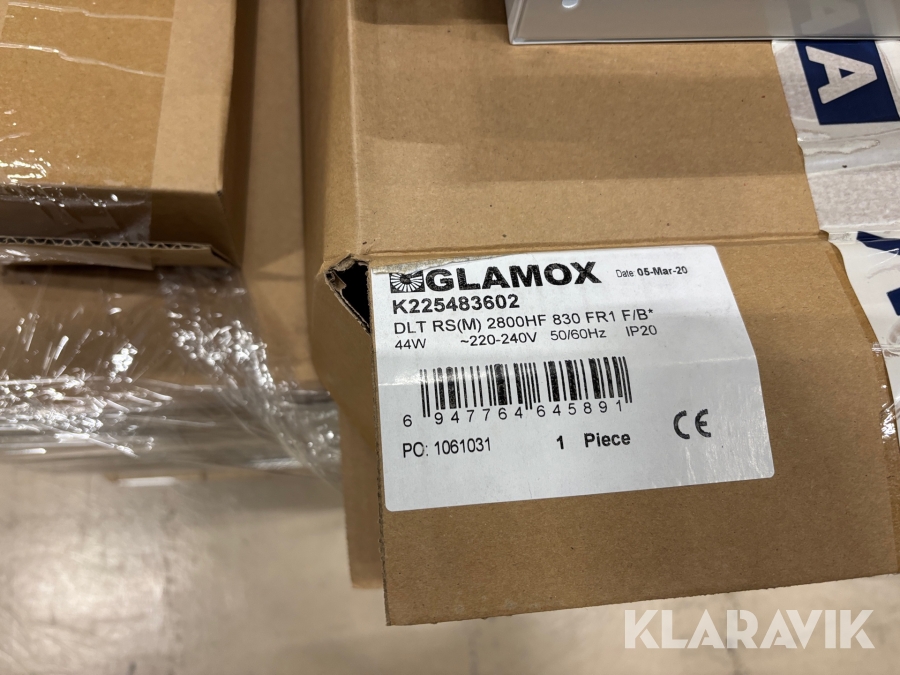 A
GLAMOX
Date 05-Mar-20
K225483602
DLT RS(M) 2800HF 830 FR1 F/B*
44W ~220-240V 50/60Hz IP20
6 947764 645891
PO: 1061031 1 Piece
CE
KLARAVIK